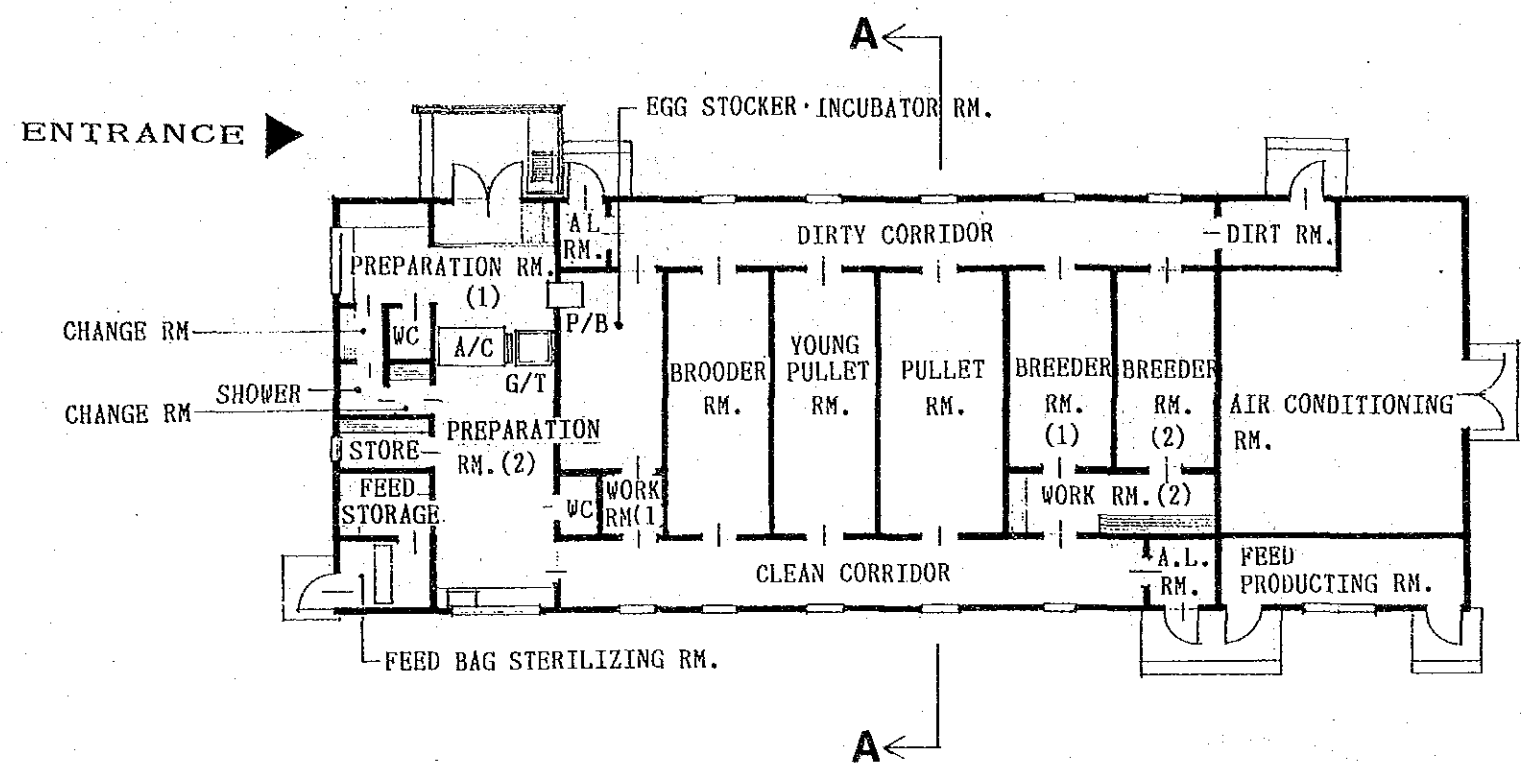 A
EGG STOCKER·INCUBATOR RM.
ENTRANCE
AL
RM.
DIRTY CORRIDOR
DIRT RM.
PREPARATION RM.
(1)
P/B
CHANGE RM
WC
A/C
G/T
SHOWER
CHANGE RM
BROODER
RM.
YOUNG
PULLET
RM.
PULLET
RM.
BREEDER
RM.
(1)
BREEDER
RM.
(2)
AIR CONDITIONING
RM.
STORE
PREPARATION
RM.(2)
FEED
STORAGE
WC
WORK
RM(1
WORK RM.(2)
CLEAN CORRIDOR
A.L.
RM.
FEED
PRODUCTING RM.
FEED BAG STERILIZING RM.
A